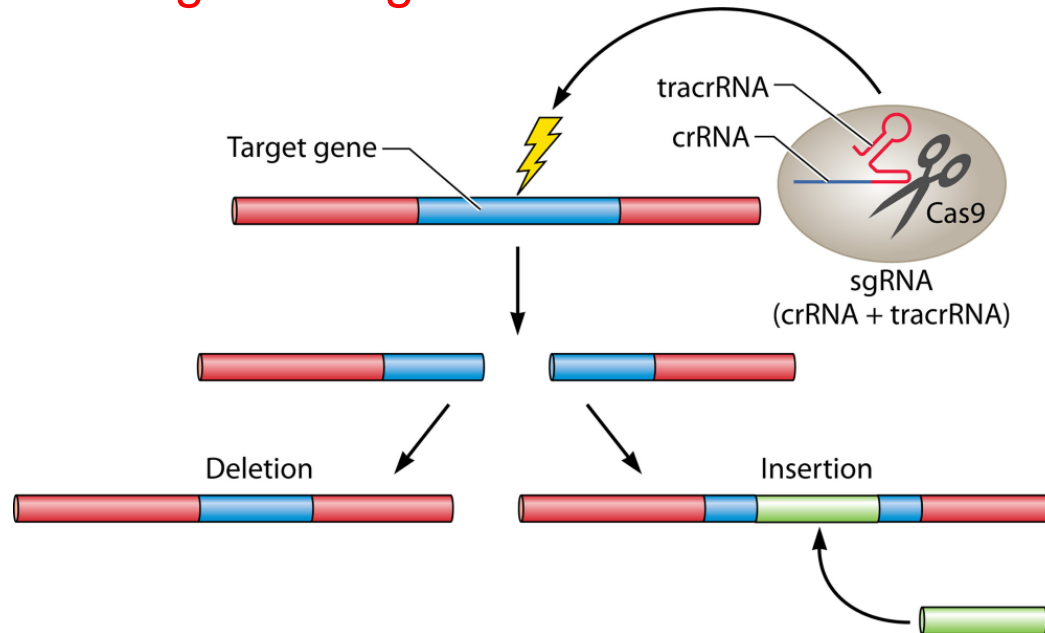 tracrRNA
crRNA
Target gene
Cas9
sgRNA
(crRNA + tracrRNA)
Deletion
Insertion